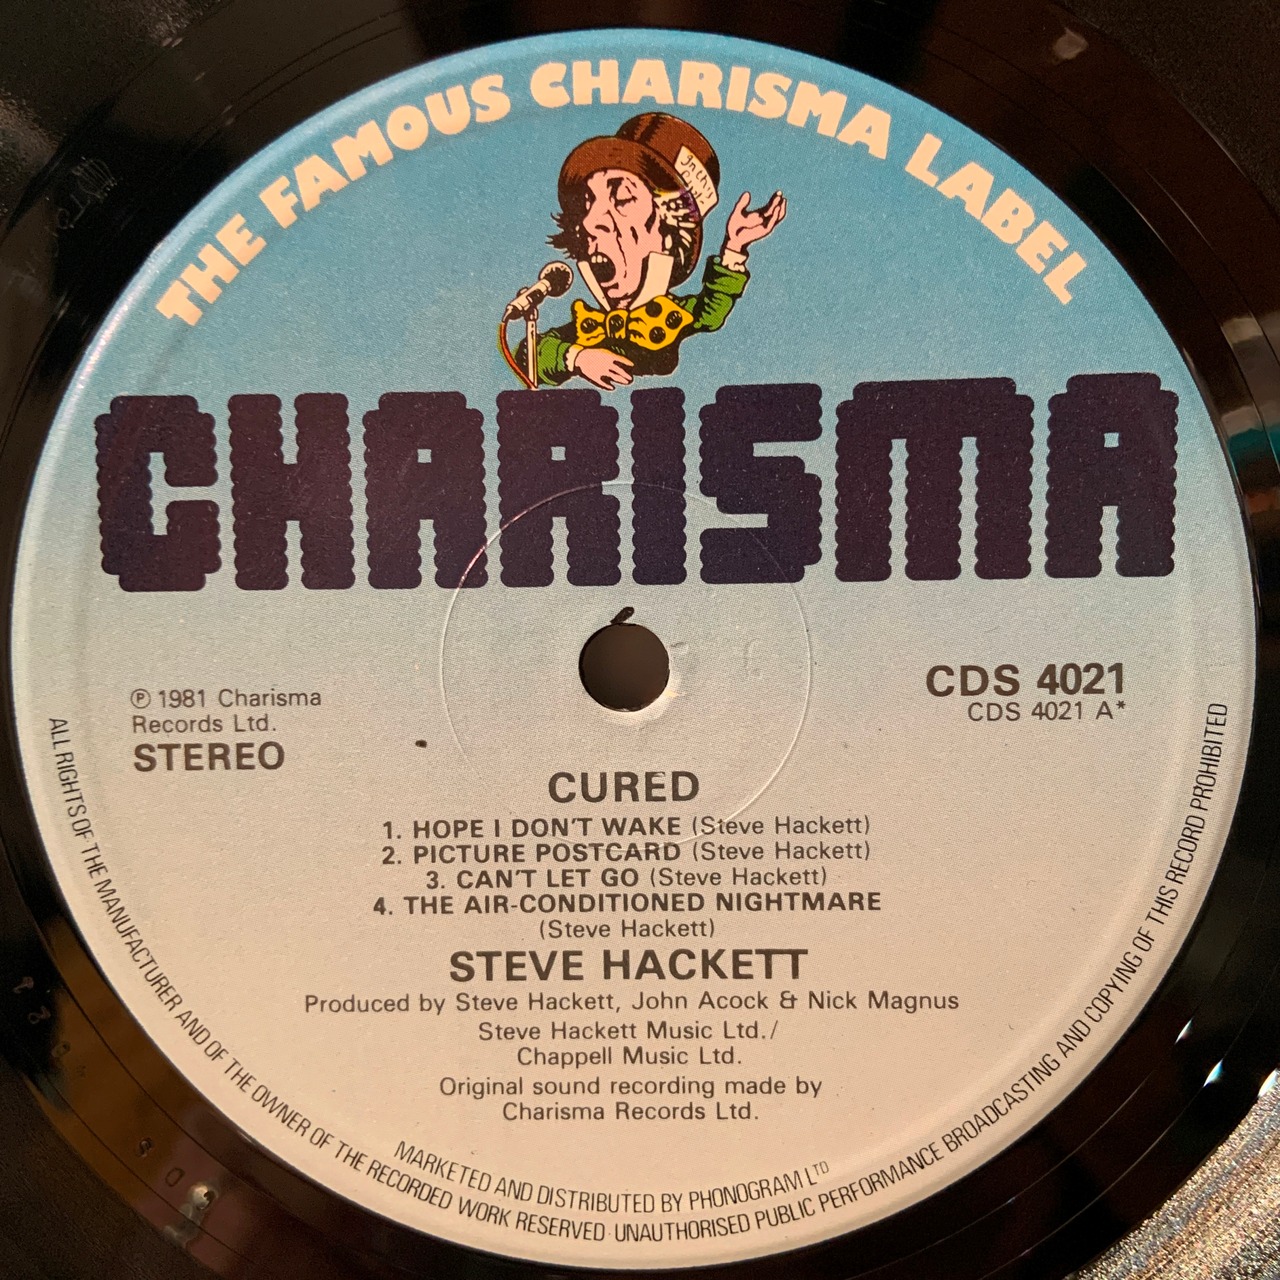 THE FAMOUS CHARISMA LABEL
CHARISMA
℗ 1981 Charisma
Records Ltd.
STEREO
CDS 4021
CDS 4021 A*
CURED
1. HOPE I DON'T WAKE (Steve Hackett)
2. PICTURE POSTCARD (Steve Hackett)
3. CAN'T LET GO (Steve Hackett)
4. THE AIR-CONDITIONED NIGHTMARE
(Steve Hackett)
STEVE HACKETT
Produced by Steve Hackett, John Acock & Nick Magnus
Steve Hackett Music Ltd./
Chappell Music Ltd.
Original sound recording made by
Charisma Records Ltd.
MARKETED AND DISTRIBUTED BY PHONOGRAM LTD
ALL RIGHTS OF THE MANUFACTURER AND OF THE OWNER OF THE RECORDED WORK RESERVED · UNAUTHORISED PUBLIC PERFORMANCE BROADCASTING AND COPYING OF THIS RECORD PROHIBITED